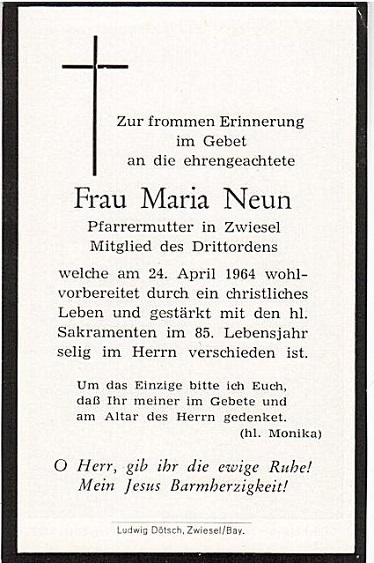 Zur frommen Erinnerung
im Gebet
an die ehrengeachtete
Frau Maria Neun
Pfarrermutter in Zwiesel
Mitglied des Drittordens
welche am 24. April 1964 wohl-
vorbereitet durch ein christliches
Leben und gestärkt mit den hl.
Sakramenten im 85. Lebensjahr
selig im Herrn verschieden ist.
Um das Einzige bitte ich Euch,
daß Ihr meiner im Gebete und
am Altar des Herrn gedenket.
(hl. Monika)
O Herr, gib ihr die ewige Ruhe!
Mein Jesus Barmherzigkeit!
Ludwig Dötsch, Zwiesel/Bay.